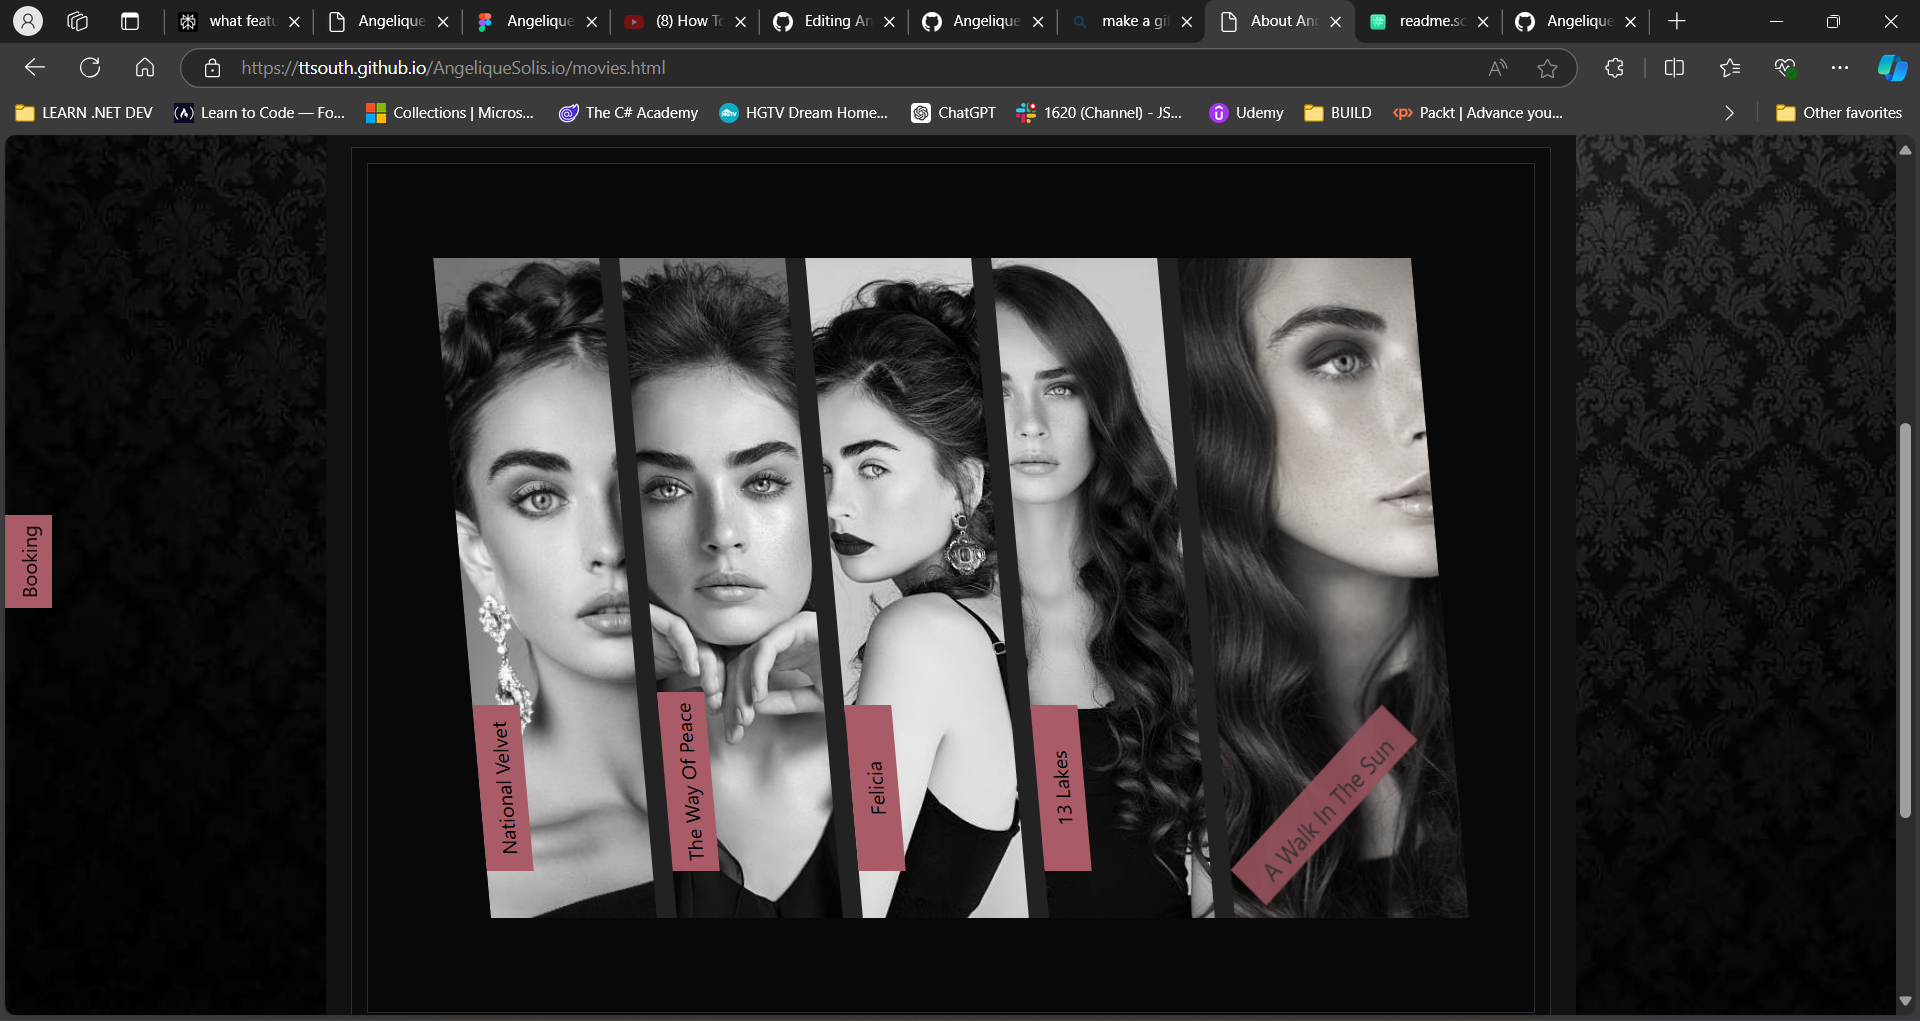 what featu
Angelique
Angelique
(8) How To
Editing An
Angelique
make a gif
About Ang
readme.so
Angelique
https://ttsouth.github.io/AngeliqueSolis.io/movies.html
LEARN .NET DEV
Learn to Code — Fo...
Collections | Micros...
The C# Academy
HGTV Dream Home...
ChatGPT
1620 (Channel) - JS...
Udemy
BUILD
Packt | Advance you...
Other favorites
Booking
National Velvet
The Way Of Peace
Felicia
13 Lakes
A Walk In The Sun